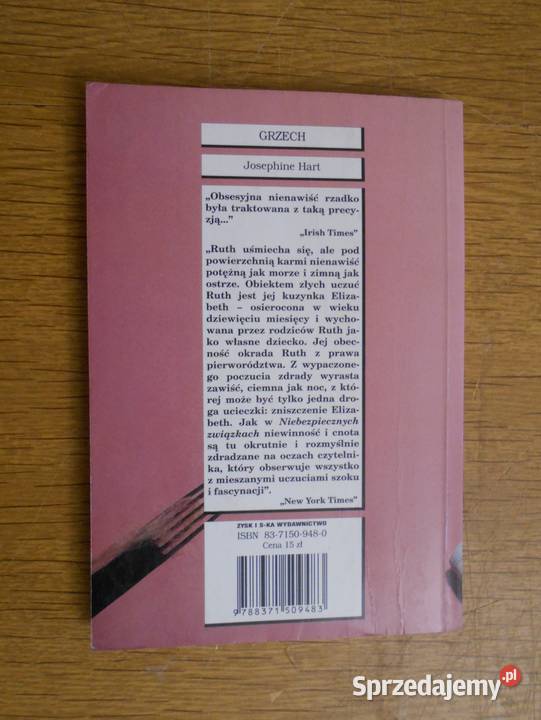 GRZECH
Josephine Hart
„Obsesyjna nienawiść rzadko
była traktowana z taką precy-
zją...”
„Irish Times”
„Ruth uśmiecha się, ale pod
powierzchnią karmi nienawiść
potężną jak morze i zimną jak
ostrze. Obiektem złych uczuć
Ruth jest jej kuzynka Eliza-
beth – osierocona w wieku
dziewięciu miesięcy i wycho-
wana przez rodziców Ruth ja-
ko własne dziecko. Jej obec-
ność okrada Ruth z prawa
pierworództwa. Z wypaczone-
go poczucia zdrady wyrasta
zawiść, ciemna jak noc, z któ-
rej może być tylko jedna dro-
ga ucieczki: zniszczenie Eliza-
beth. Jak w Niebezpiecznych
związkach niewinność i cnota
są tu okrutnie i rozmyślnie
zdradzane na oczach czytelni-
ka, który obserwuje wszystko
z mieszanymi uczuciami szoku
i fascynacji”.
„New York Times”
ZYSK I S-KA WYDAWNICTWO
ISBN 83-7150-948-0
Cena 15 zł
9788371509483
Sprzedajemy.pl